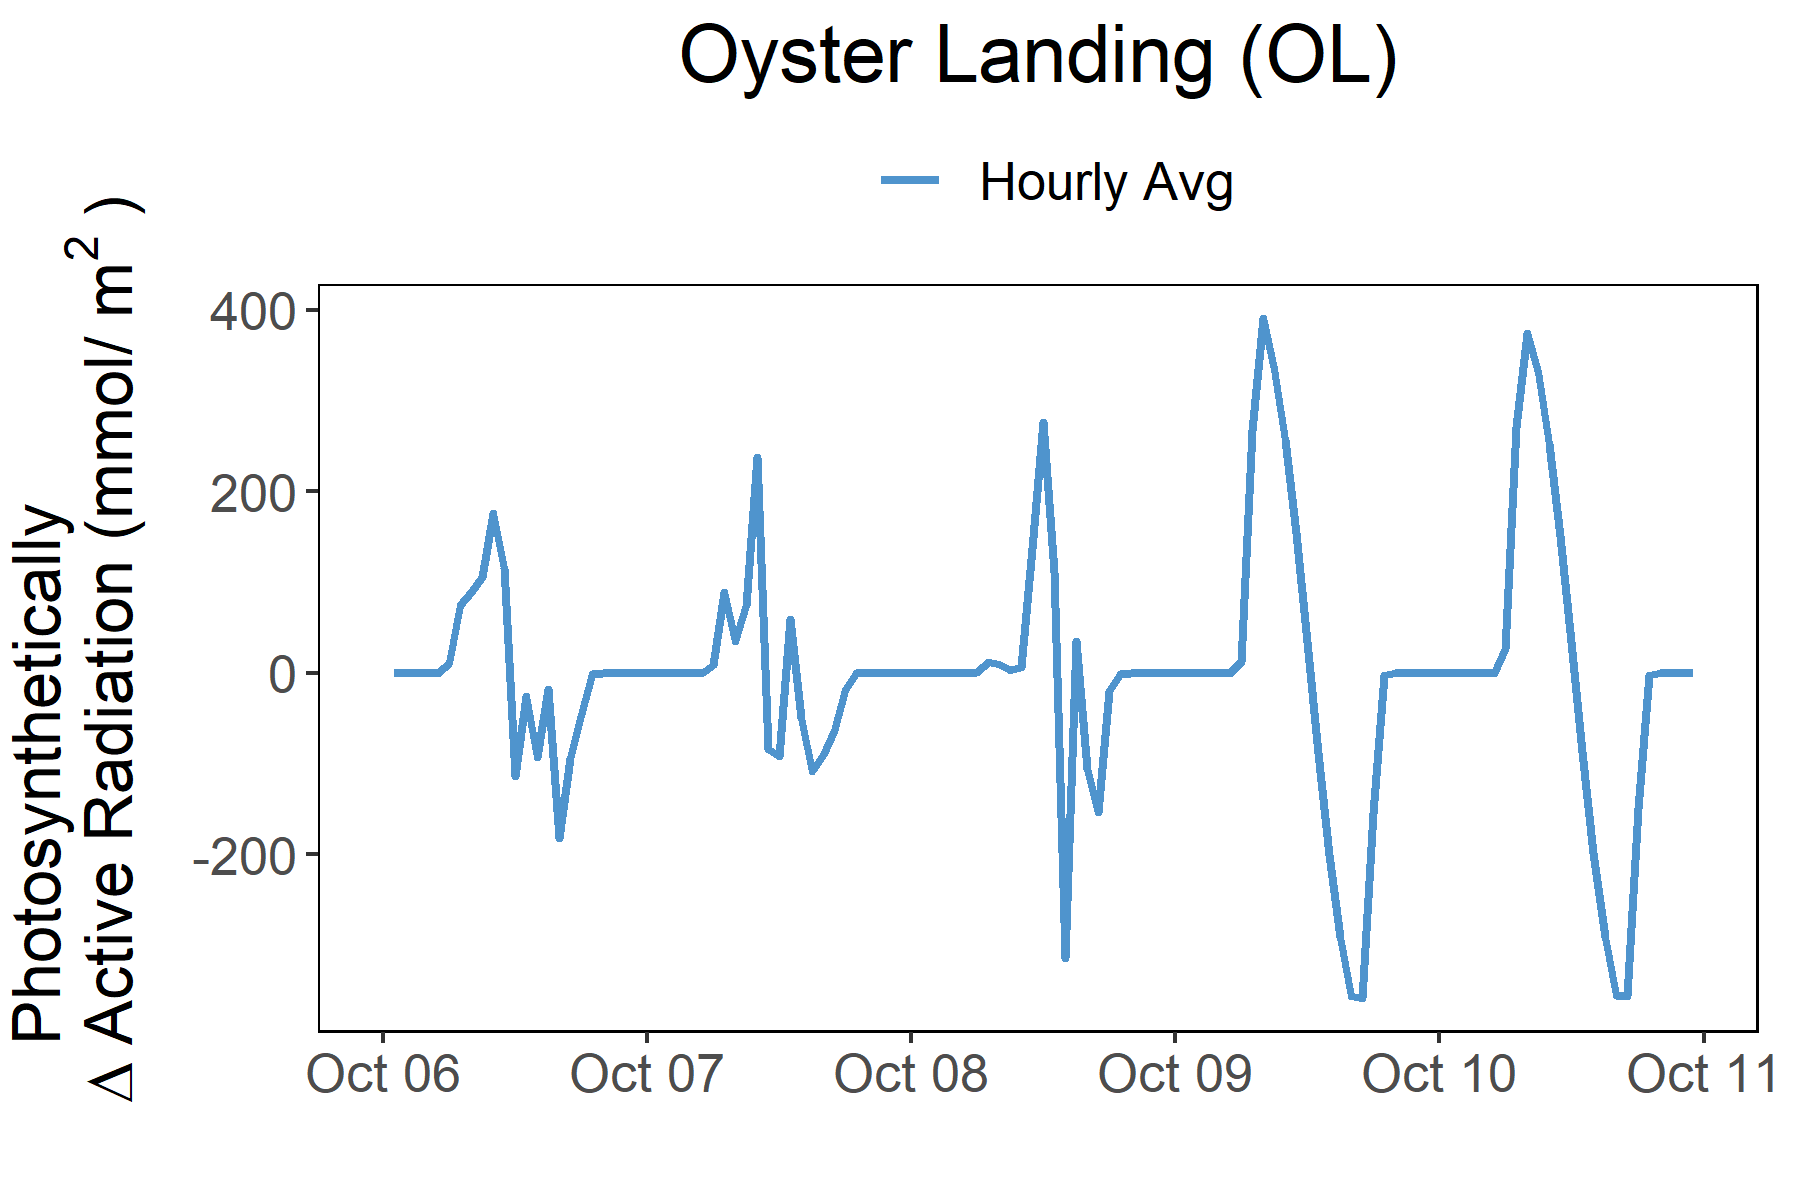 Oyster Landing (OL)
Hourly Avg
Photosynthetically
Δ Active Radiation (mmol/ m² )
400
200
0
-200
Oct 06 Oct 07 Oct 08 Oct 09 Oct 10 Oct 11